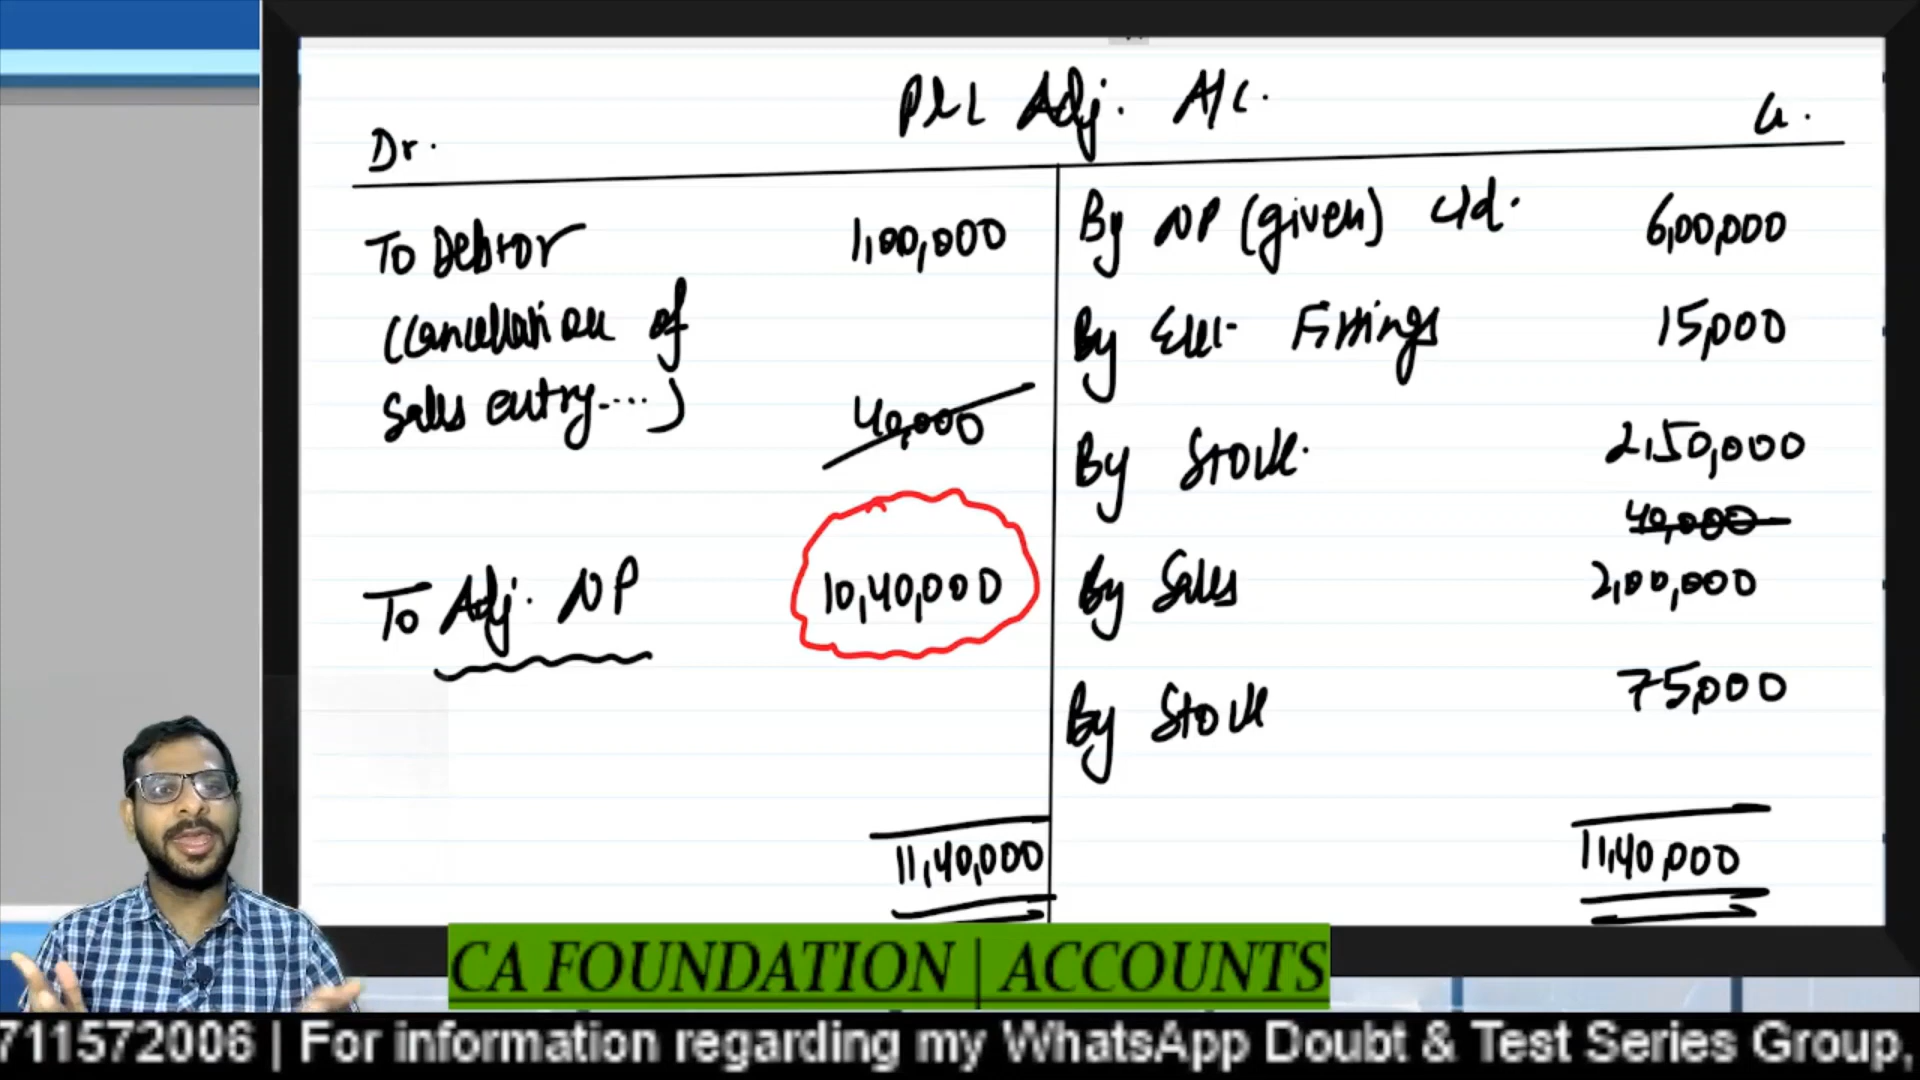 P&L Adj. A/c.
Dr. Cr.
To Debtor 1,00,000
(Cancellation of
Sales entry....)
40,000
To Adj. NP 10,40,000
11,40,000
By NP (given) c/d. 6,00,000
By Elec. Fittings 15,000
By Stock. 2,50,000
40,000
By Sales 2,00,000
By Stock 75,000
11,40,000
CA FOUNDATION | ACCOUNTS
711572006 | For information regarding my WhatsApp Doubt & Test Series Group,